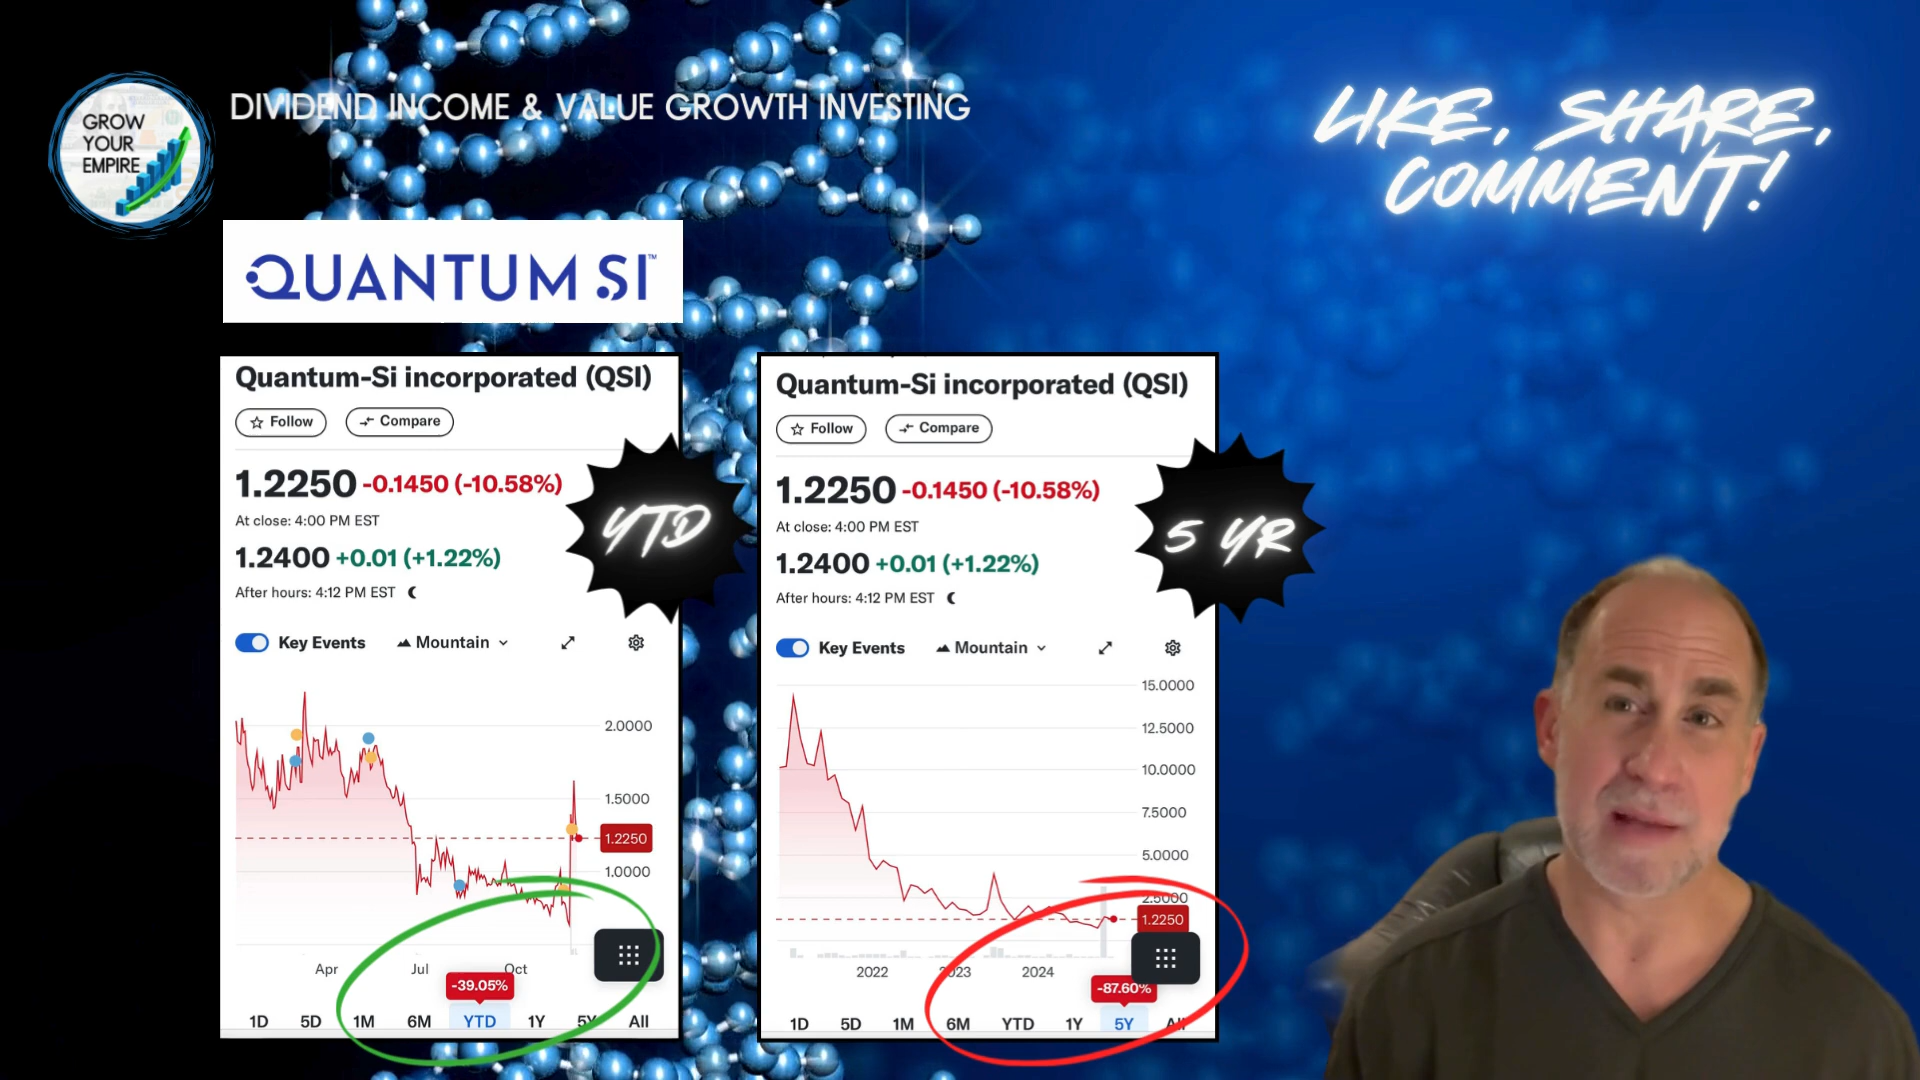 GROW
YOUR
EMPIRE
DIVIDEND INCOME & VALUE GROWTH INVESTING
LIKE, SHARE,
COMMENT!
QUANTUM SI™
Quantum-Si incorporated (QSI)
Follow
Compare
1.2250 -0.1450 (-10.58%)
At close: 4:00 PM EST
1.2400 +0.01 (+1.22%)
After hours: 4:12 PM EST
YTD
Key Events
Mountain
2.0000
1.5000
1.2250
1.0000
Apr Jul Oct
-39.05%
1D 5D 1M 6M YTD 1Y 5Y All
Quantum-Si incorporated (QSI)
Follow
Compare
1.2250 -0.1450 (-10.58%)
At close: 4:00 PM EST
1.2400 +0.01 (+1.22%)
After hours: 4:12 PM EST
5 YR
Key Events
Mountain
15.0000
12.5000
10.0000
7.5000
5.0000
2.5000
1.2250
2022 2023 2024
-87.60%
1D 5D 1M 6M YTD 1Y 5Y All